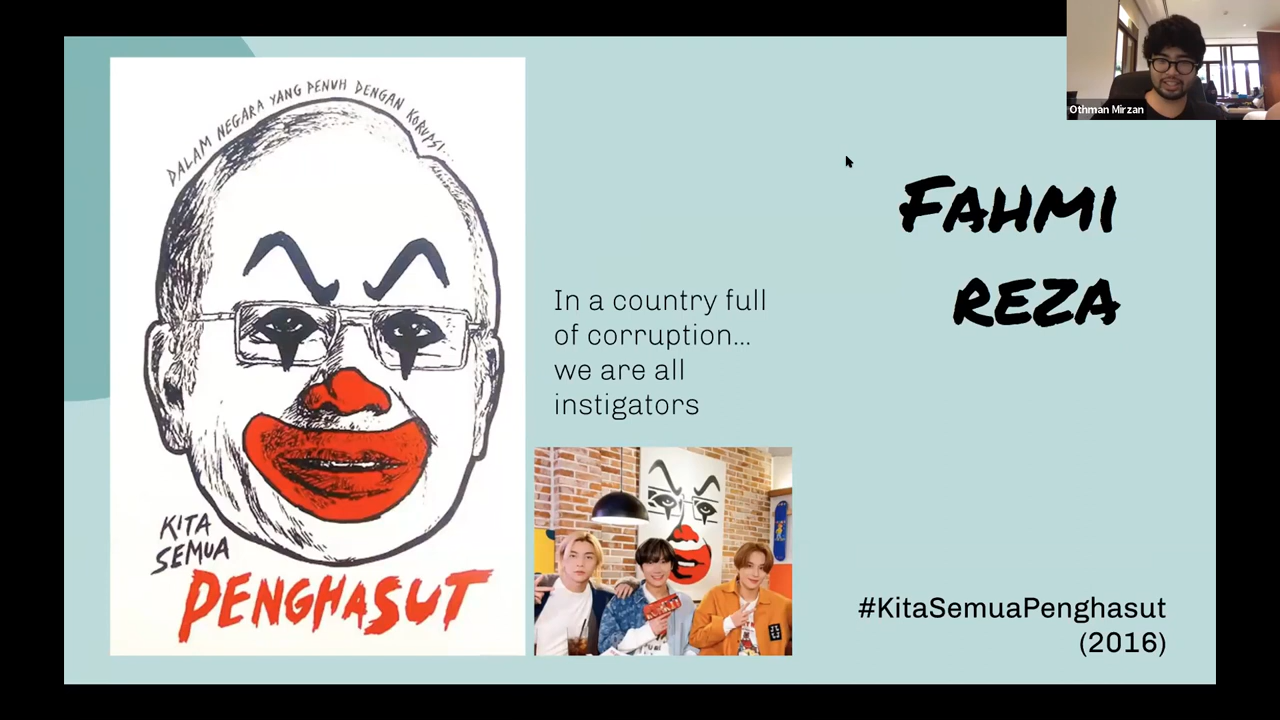 Othman Mirzan
DALAM NEGARA YANG PENUH DENGAN KORUPSI...
FAHMI
REZA
In a country full
of corruption...
we are all
instigators
KITA
SEMUA
PENGHASUT
#KitaSemuaPenghasut
(2016)